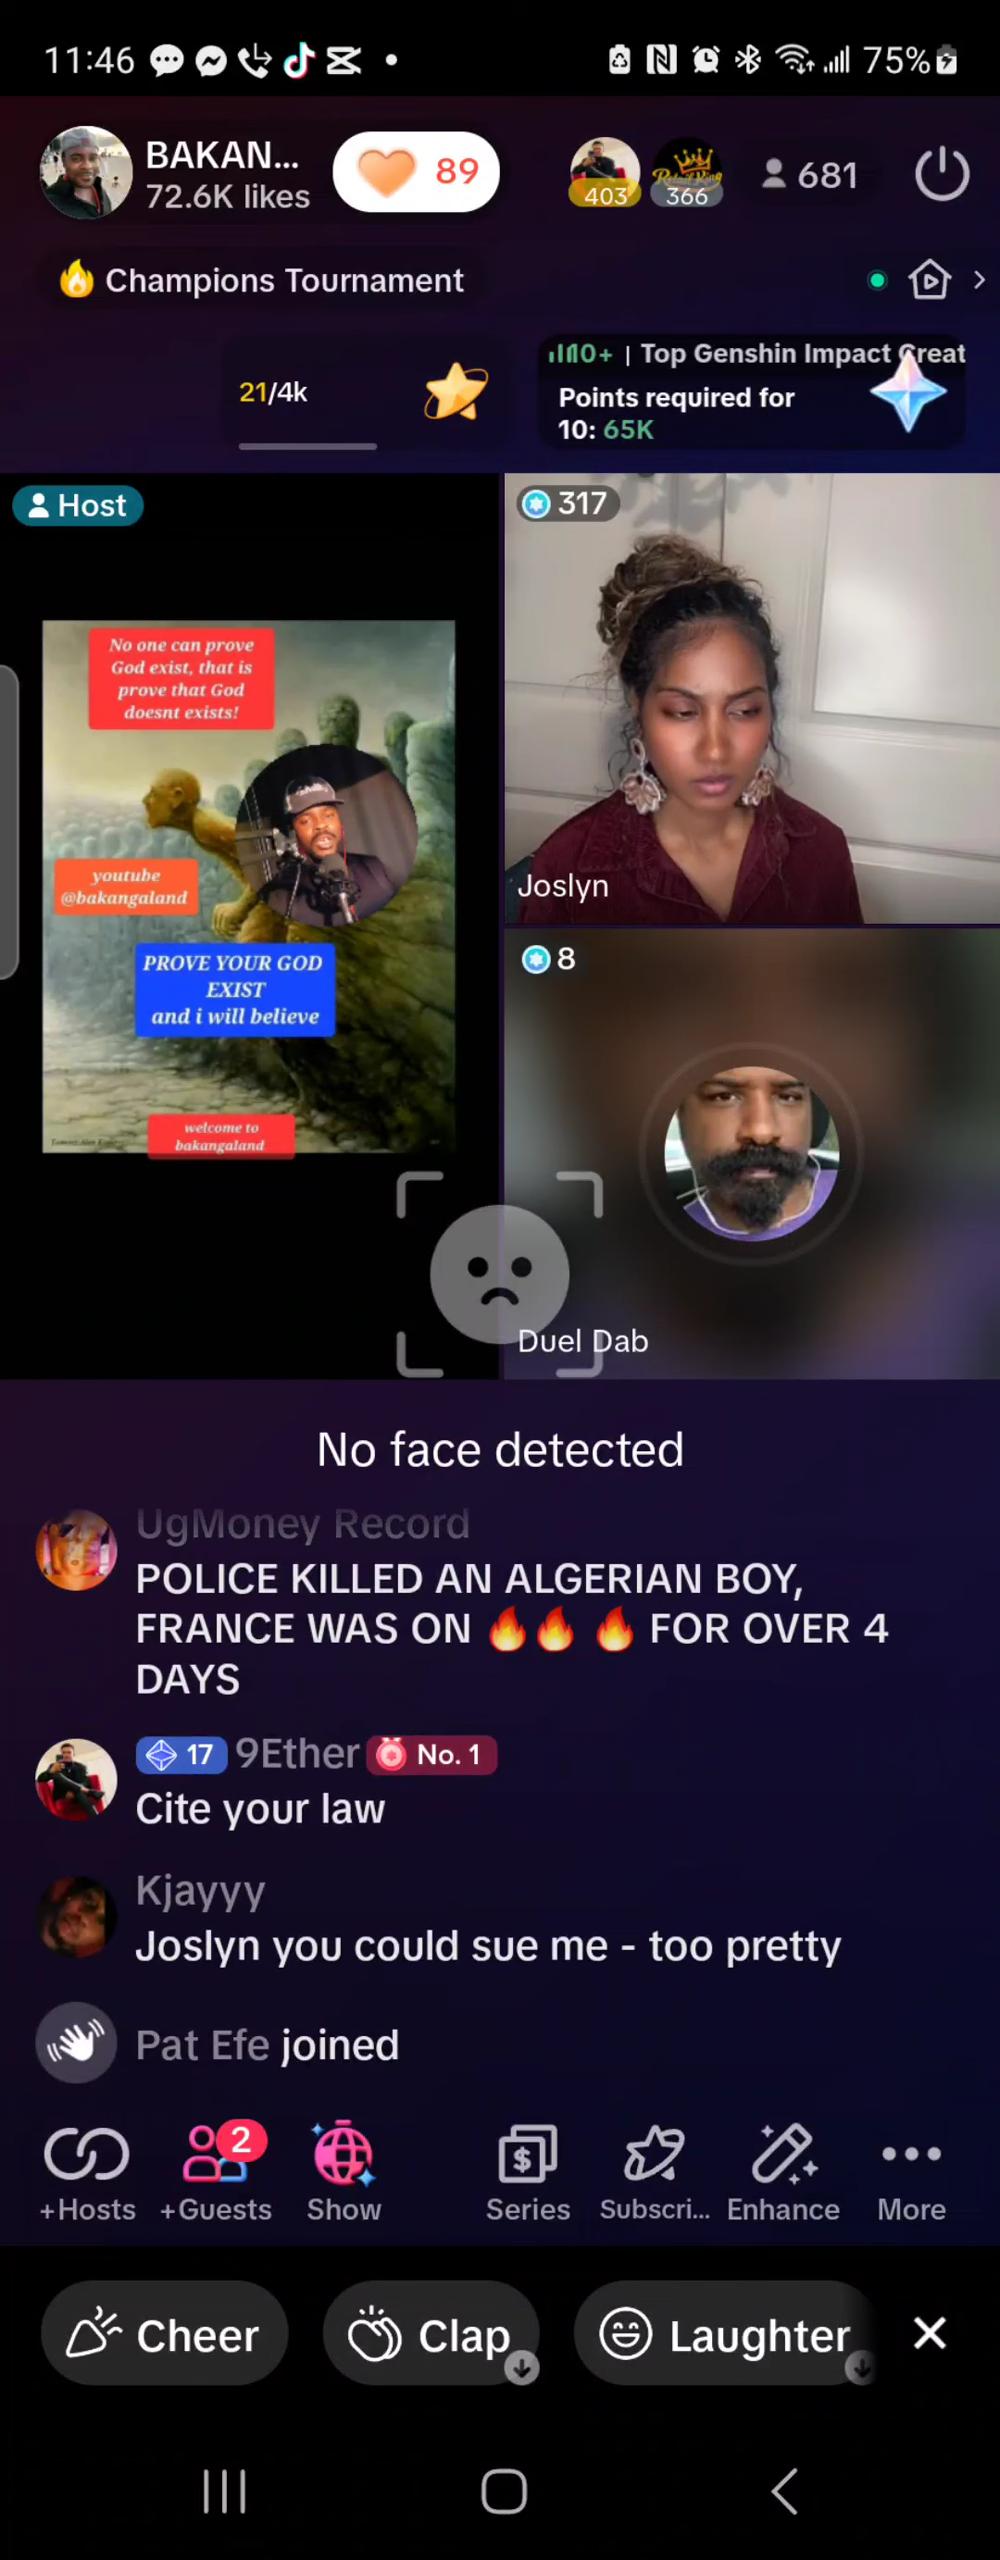 11:46
75%
BAKAN...
72.6K likes
89
403
366
681
Champions Tournament
21/4k
10+ | Top Genshin Impact Creat
Points required for
10: 65K
Host
No one can prove
God exist, that is
prove that God
doesnt exists!
youtube
@bakangaland
PROVE YOUR GOD
EXIST
and i will believe
welcome to
bakangaland
317
Joslyn
8
Duel Dab
No face detected
UgMoney Record
POLICE KILLED AN ALGERIAN BOY,
FRANCE WAS ON 🔥🔥 🔥 FOR OVER 4
DAYS
17 9Ether No. 1
Cite your law
Kjayyy
Joslyn you could sue me - too pretty
Pat Efe joined
2
+Hosts +Guests Show Series Subscri... Enhance More
Cheer Clap Laughter